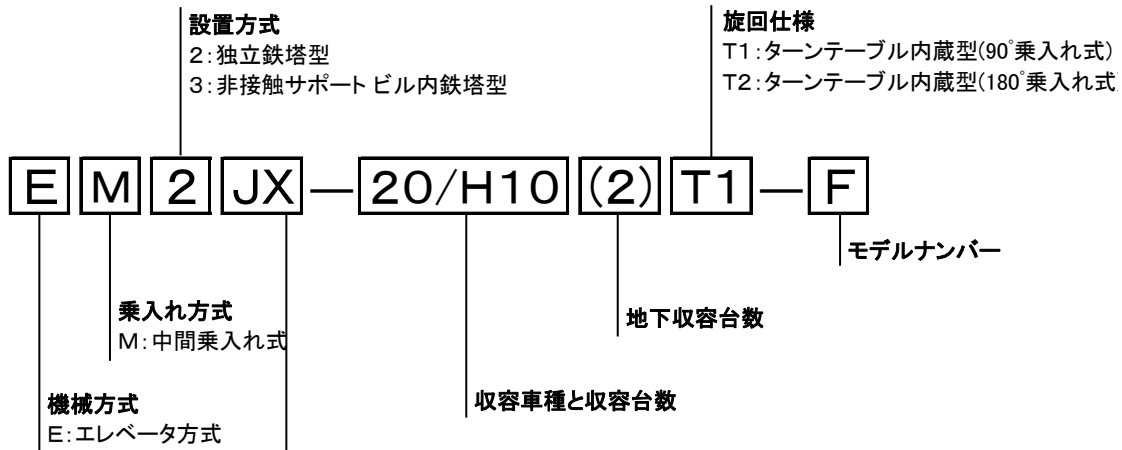 設置方式
2:独立鉄塔型
3:非接触サポート ビル内鉄塔型
旋回仕様
T1:ターンテーブル内蔵型(90°乗入れ式)
T2:ターンテーブル内蔵型(180°乗入れ式
E M 2 JX — 20/H10 (2) T1 — F
モデルナンバー
地下収容台数
収容車種と収容台数
乗入れ方式
M:中間乗入れ式
機械方式
E:エレベータ方式